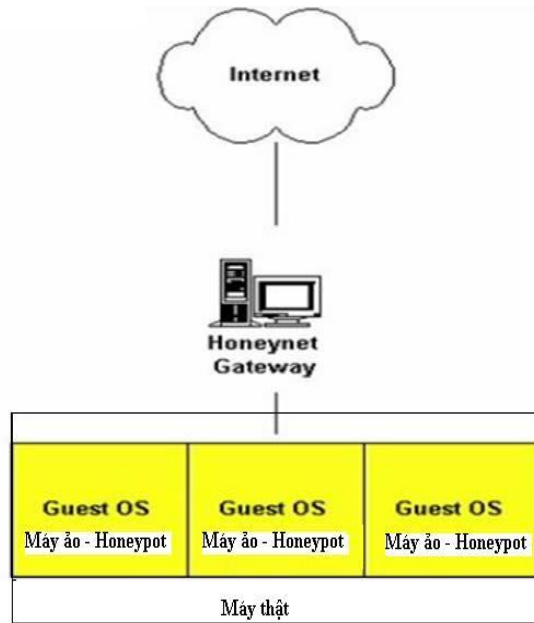 Internet
Honeynet
Gateway
Guest OS Guest OS Guest OS
Máy ảo - Honeypot Máy ảo - Honeypot Máy ảo - Honeypot
Máy thật